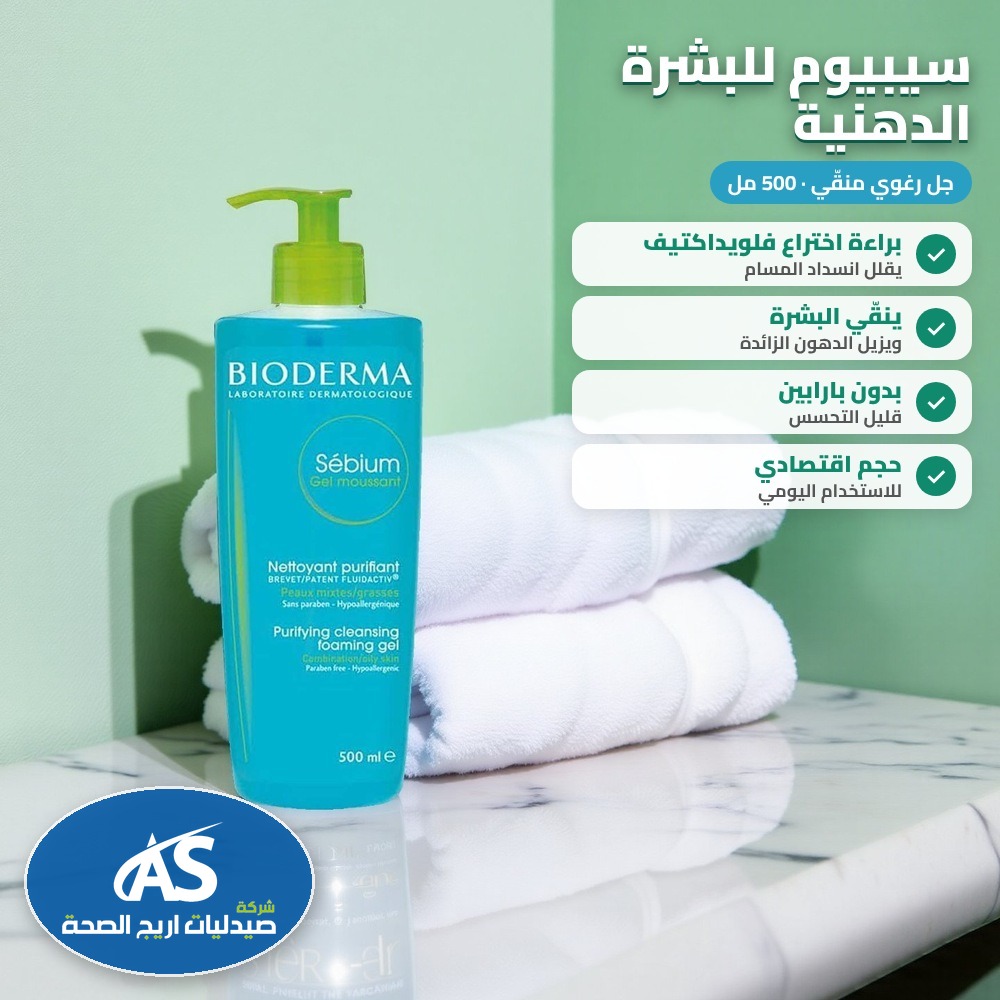 سيبيوم للبشرة
الدهنية
جل رغوي منقّي · 500 مل
براءة اختراع فلويداكتيف
يقلل انسداد المسام
ينقّي البشرة
ويزيل الدهون الزائدة
بدون بارابين
قليل التحسس
حجم اقتصادي
للاستخدام اليومي
BIODERMA
LABORATOIRE DERMATOLOGIQUE
Sébium
Gel moussant
Nettoyant purifiant
BREVET/PATENT FLUIDACTIV®
Peaux mixtes/grasses
Sans paraben - Hypoallergénique
Purifying cleansing
foaming gel
Combination/oily skin
Paraben free - Hypoallergenic
500 ml e
AS
شركة
صيدليات اريج الصحة